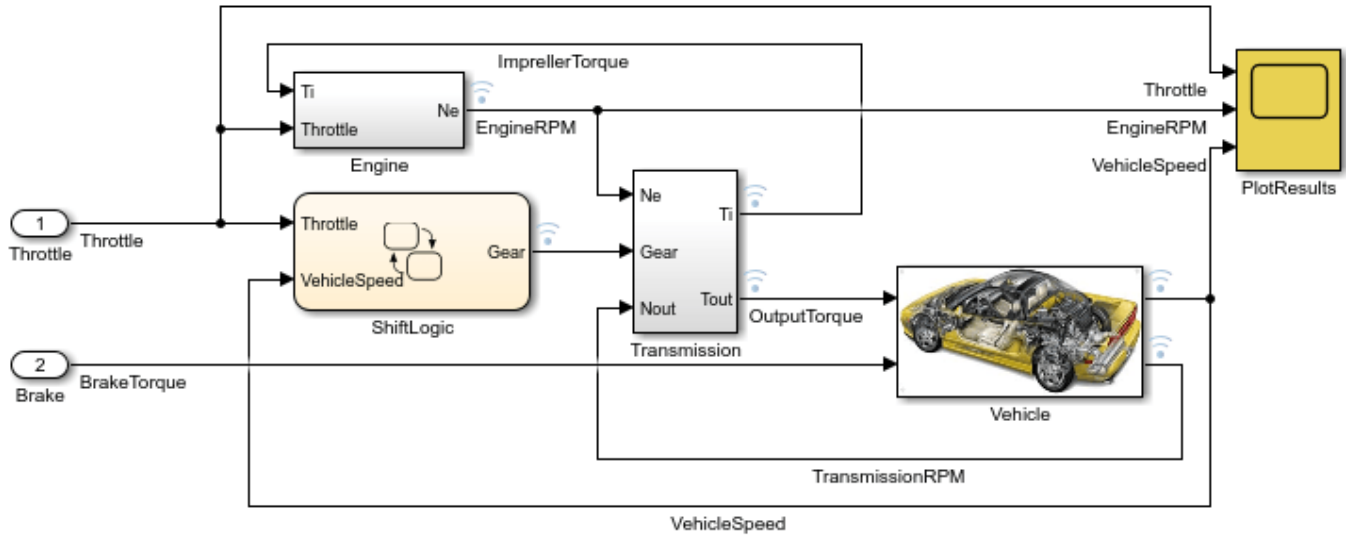 ImprellerTorque
Ti
Ne
Throttle
EngineRPM
Engine
Throttle
EngineRPM
VehicleSpeed
PlotResults
1
Throttle
Throttle
Throttle
VehicleSpeed
Gear
ShiftLogic
Ne
Ti
Gear
Nout
Tout
OutputTorque
Transmission
2
Brake
BrakeTorque
Vehicle
TransmissionRPM
VehicleSpeed